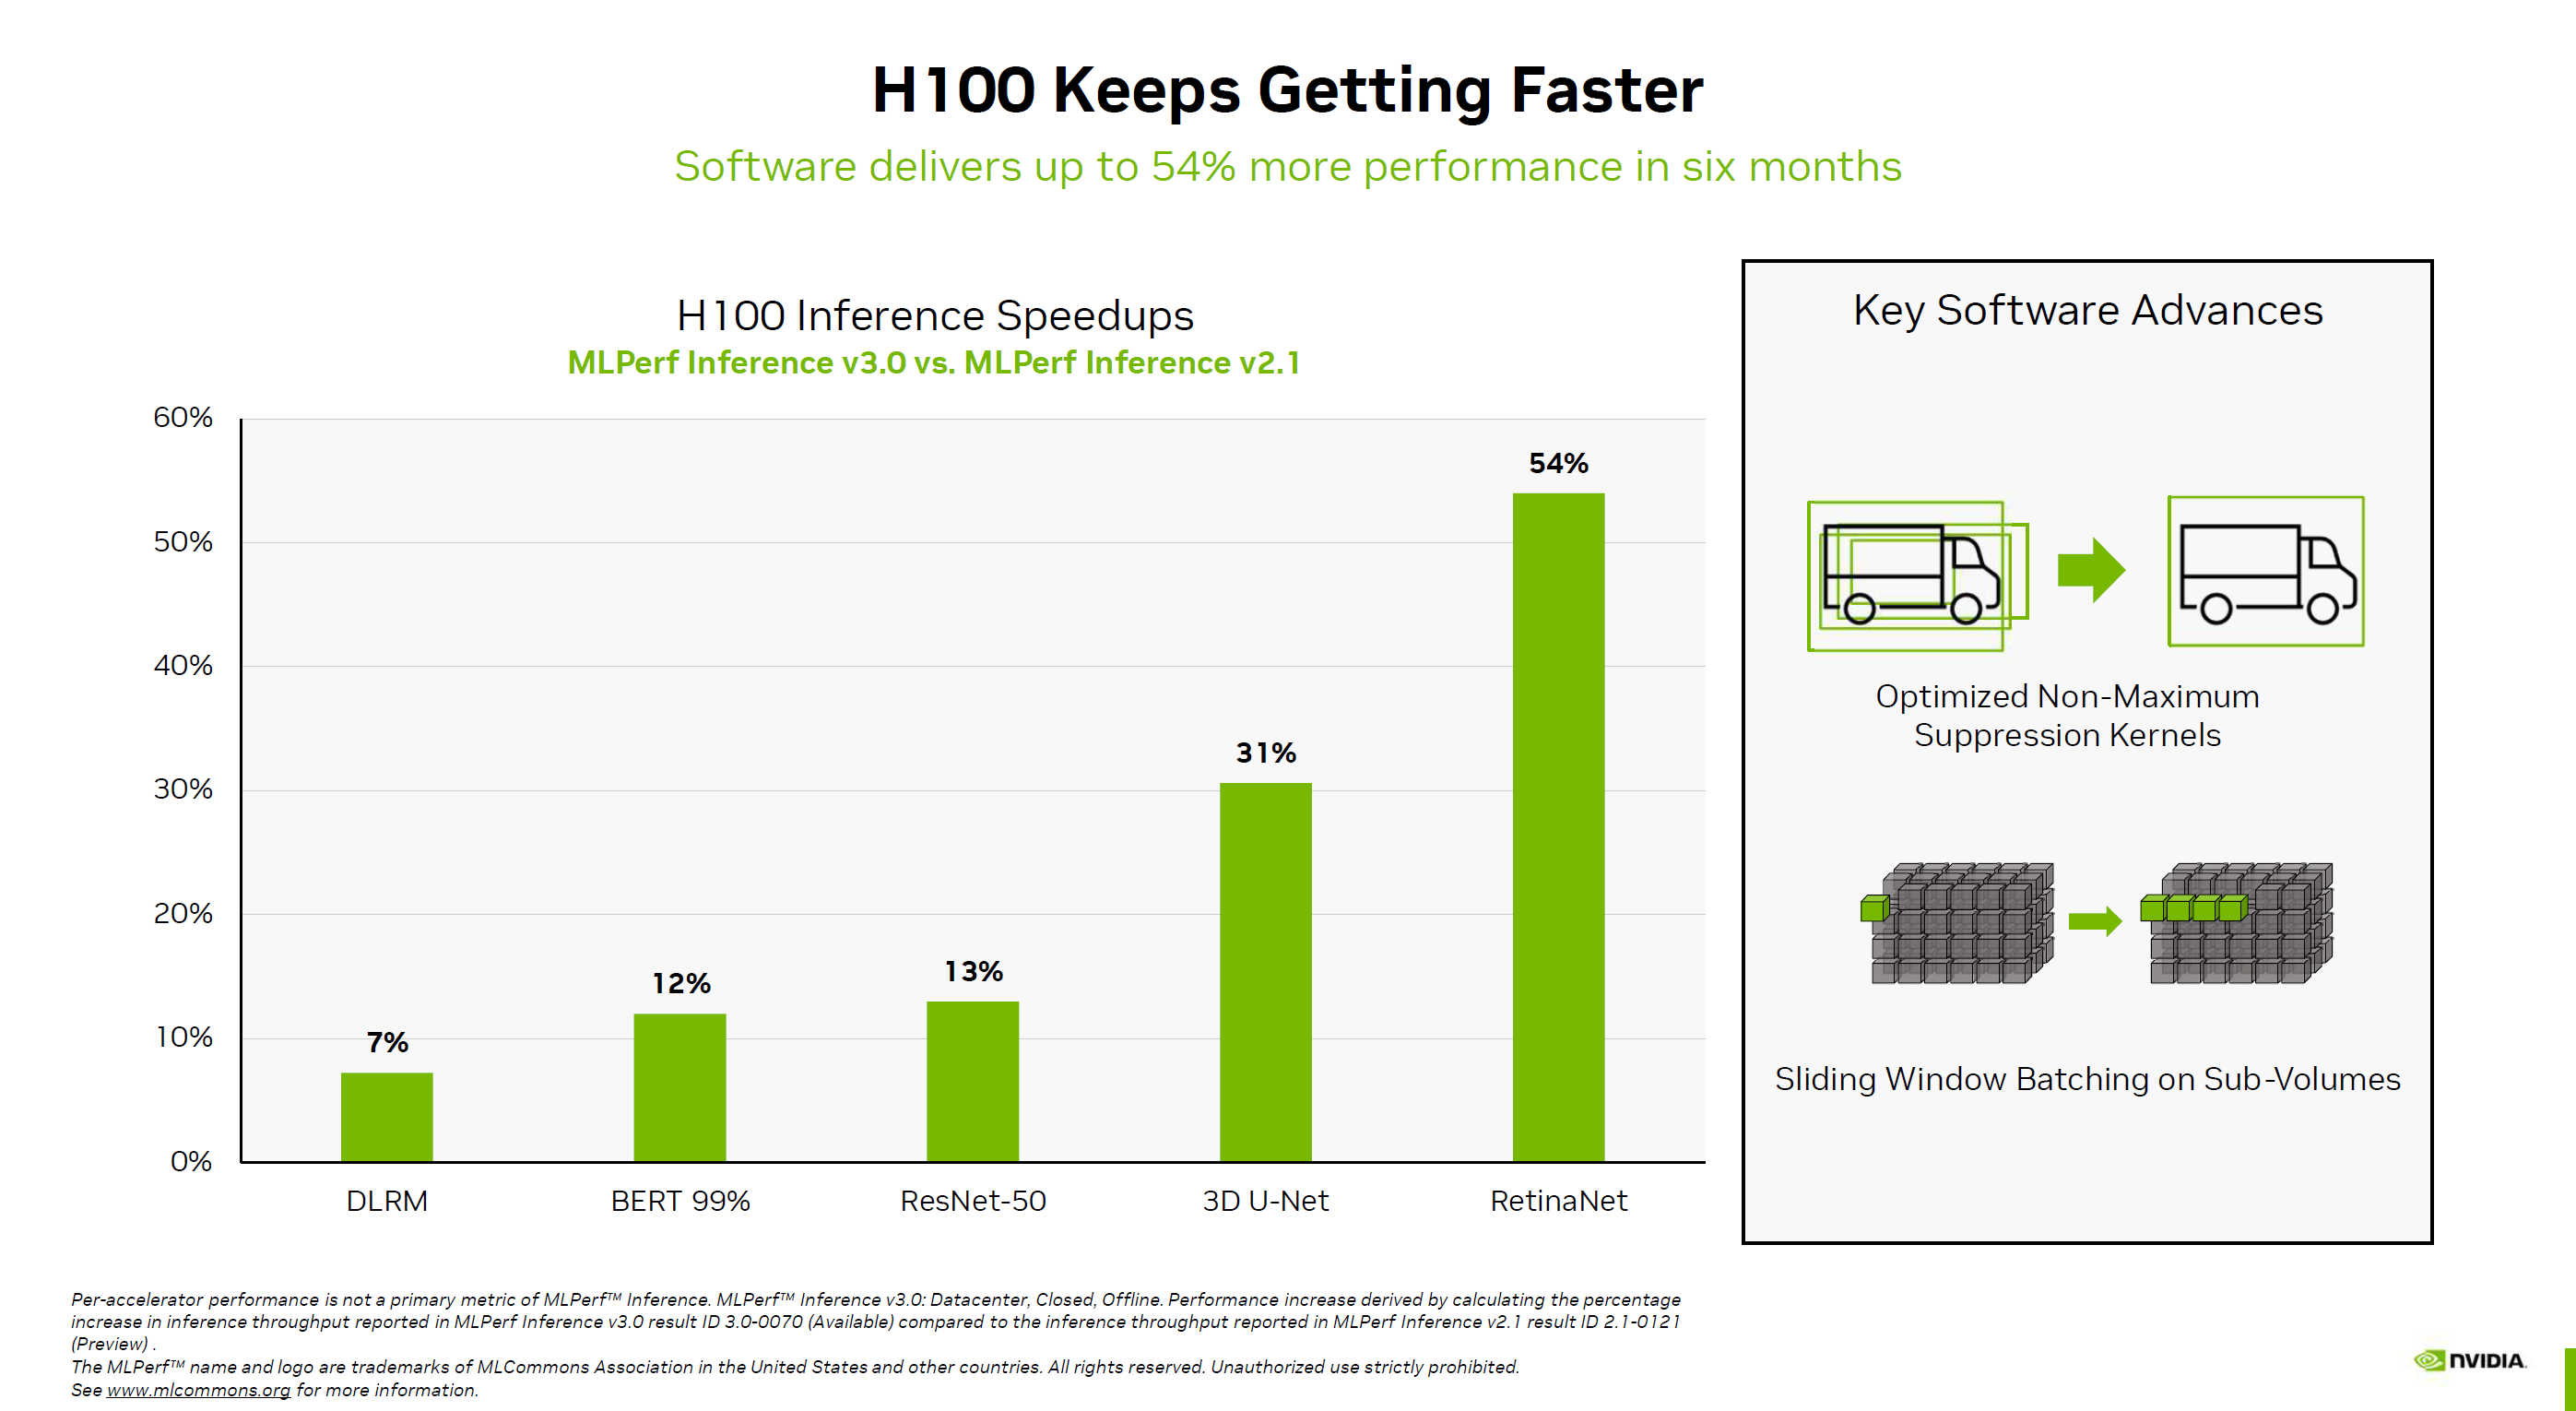 H100 Keeps Getting Faster
Software delivers up to 54% more performance in six months
H100 Inference Speedups
MLPerf Inference v3.0 vs. MLPerf Inference v2.1
60%
50%
40%
30%
20%
10%
0%
7%
12%
13%
31%
54%
DLRM
BERT 99%
ResNet-50
3D U-Net
RetinaNet
Key Software Advances
Optimized Non-Maximum
Suppression Kernels
Sliding Window Batching on Sub-Volumes
Per-accelerator performance is not a primary metric of MLPerf™ Inference. MLPerf™ Inference v3.0: Datacenter, Closed, Offline. Performance increase derived by calculating the percentage
increase in inference throughput reported in MLPerf Inference v3.0 result ID 3.0-0070 (Available) compared to the inference throughput reported in MLPerf Inference v2.1 result ID 2.1-0121
(Preview) .
The MLPerf™ name and logo are trademarks of MLCommons Association in the United States and other countries. All rights reserved. Unauthorized use strictly prohibited.
See www.mlcommons.org for more information.
NVIDIA.